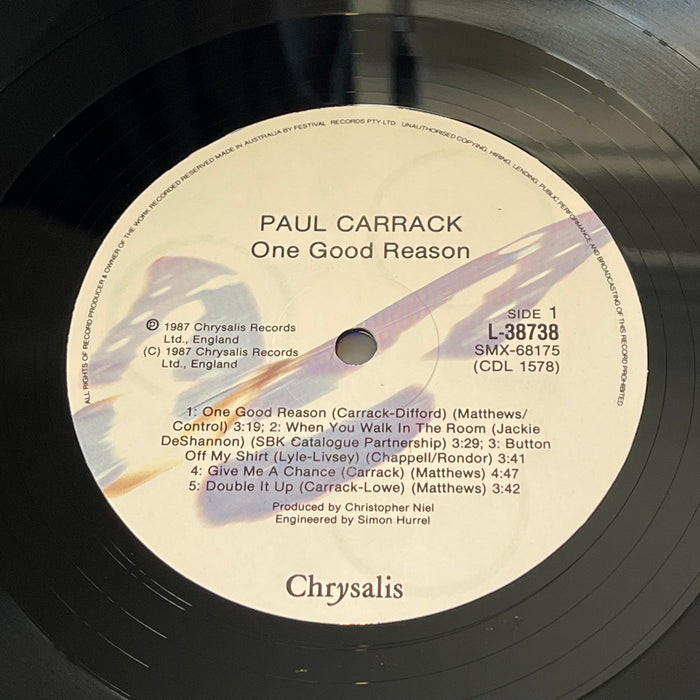 ALL RIGHTS OF RECORD PRODUCER & OWNER OF THE WORK RECORDED RESERVED MADE IN AUSTRALIA BY FESTIVAL RECORDS PTY LTD. UNAUTHORISED COPYING, HIRING, LENDING, PUBLIC PERFORMANCE AND BROADCASTING OF THIS RECORD PROHIBITED
PAUL CARRACK
One Good Reason
SIDE 1
L-38738
SMX-68175
(CDL 1578)
℗ 1987 Chrysalis Records
Ltd., England
(C) 1987 Chrysalis Records
Ltd., England
1: One Good Reason (Carrack-Difford) (Matthews/
Control) 3:19; 2: When You Walk In The Room (Jackie
DeShannon) (SBK Catalogue Partnership) 3:29; 3: Button
Off My Shirt (Lyle-Livsey) (Chappell/Rondor) 3:41
4: Give Me A Chance (Carrack) (Matthews) 4:47
5: Double It Up (Carrack-Lowe) (Matthews) 3:42
Produced by Christopher Niel
Engineered by Simon Hurrel
Chrysalis